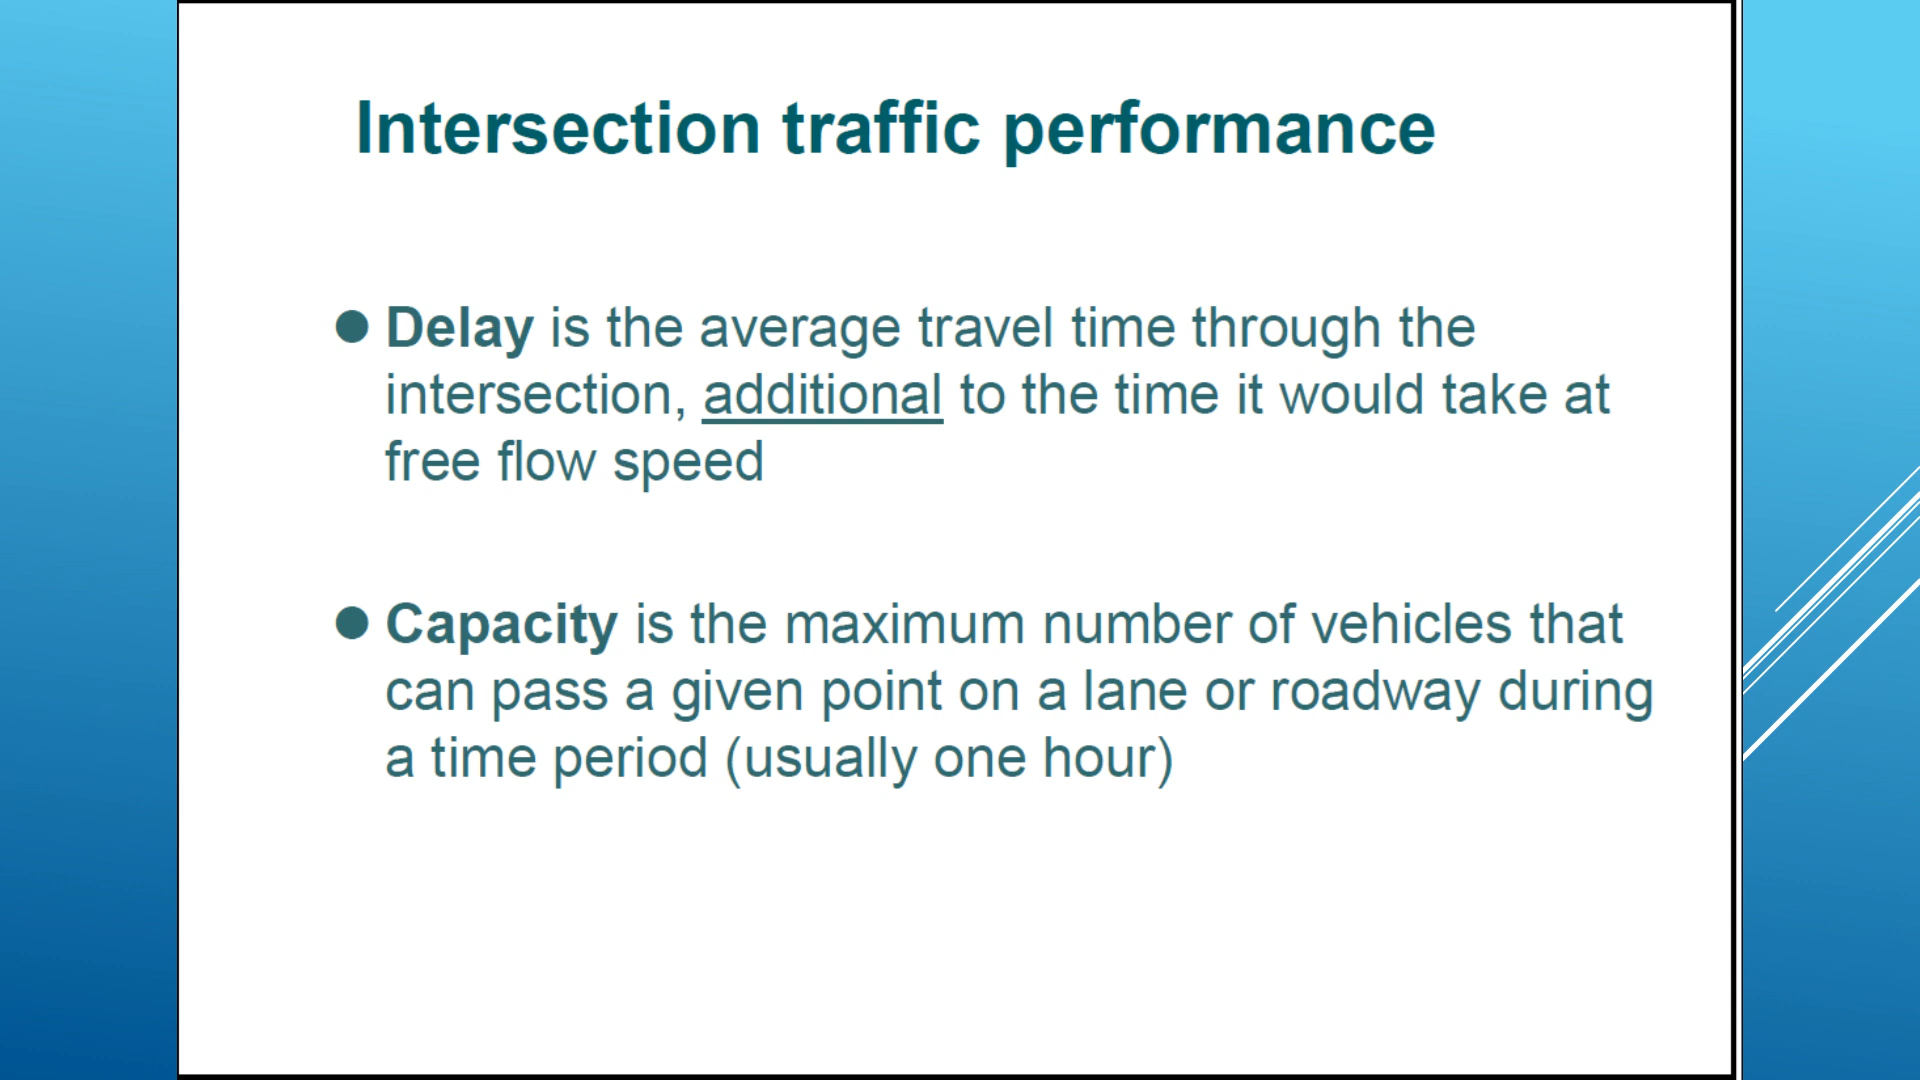 Intersection traffic performance
● Delay is the average travel time through the
intersection, additional to the time it would take at
free flow speed
● Capacity is the maximum number of vehicles that
can pass a given point on a lane or roadway during
a time period (usually one hour)